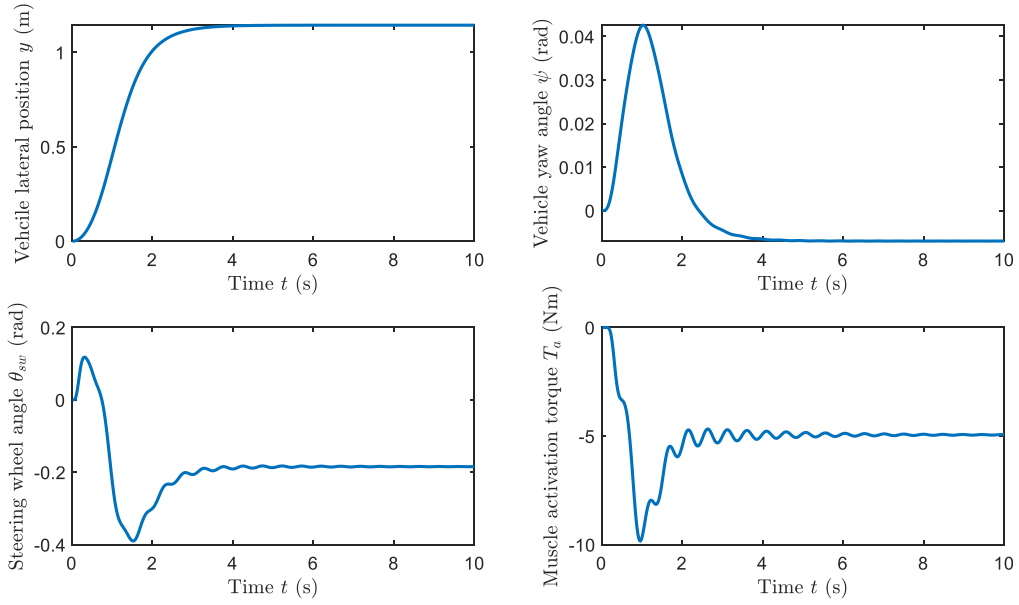 Vehcile lateral position y (m)
1
0.5
0
0 2 4 6 8 10
Time t (s)
Vehicle yaw angle ψ (rad)
0.04
0.03
0.02
0.01
0
0 2 4 6 8 10
Time t (s)
Steering wheel angle θ_sw (rad)
0.2
0
-0.2
-0.4
0 2 4 6 8 10
Time t (s)
Muscle activation torque T_a (Nm)
0
-5
-10
0 2 4 6 8 10
Time t (s)